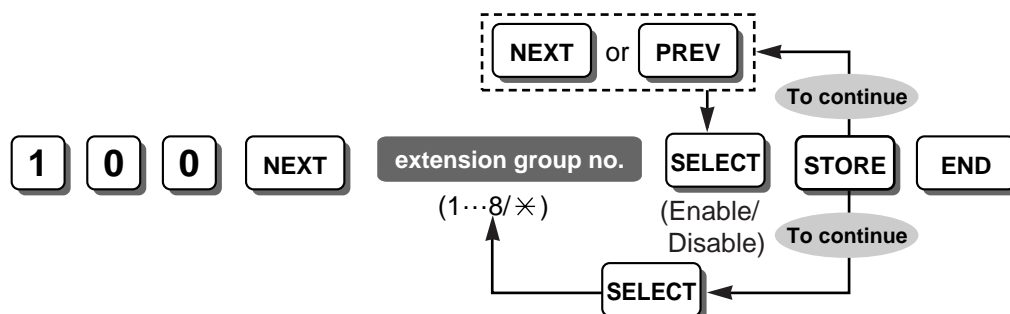 NEXT or PREV
To continue
1 0 0 NEXT extension group no. SELECT STORE END
(1···8/✳)
(Enable/
Disable)
To continue
SELECT